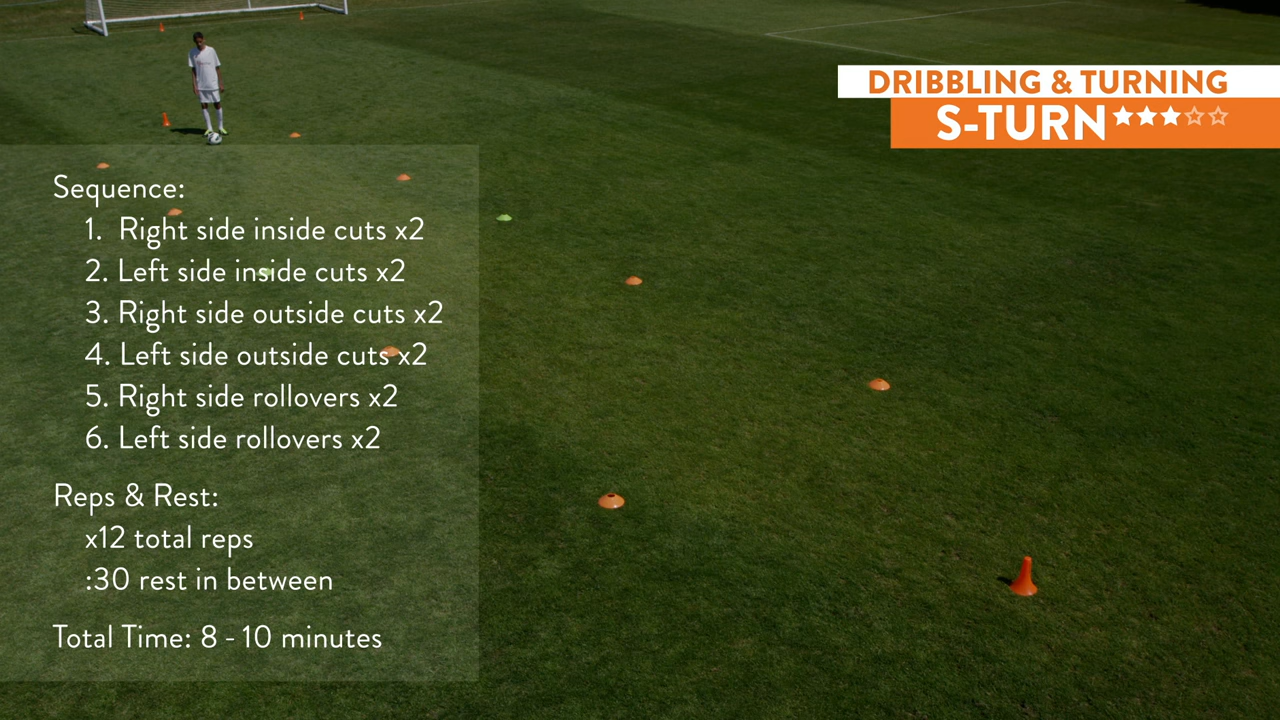 DRIBBLING & TURNING
S-TURN
Sequence:
1. Right side inside cuts x2
2. Left side inside cuts x2
3. Right side outside cuts x2
4. Left side outside cuts x2
5. Right side rollovers x2
6. Left side rollovers x2
Reps & Rest:
x12 total reps
:30 rest in between
Total Time: 8 - 10 minutes